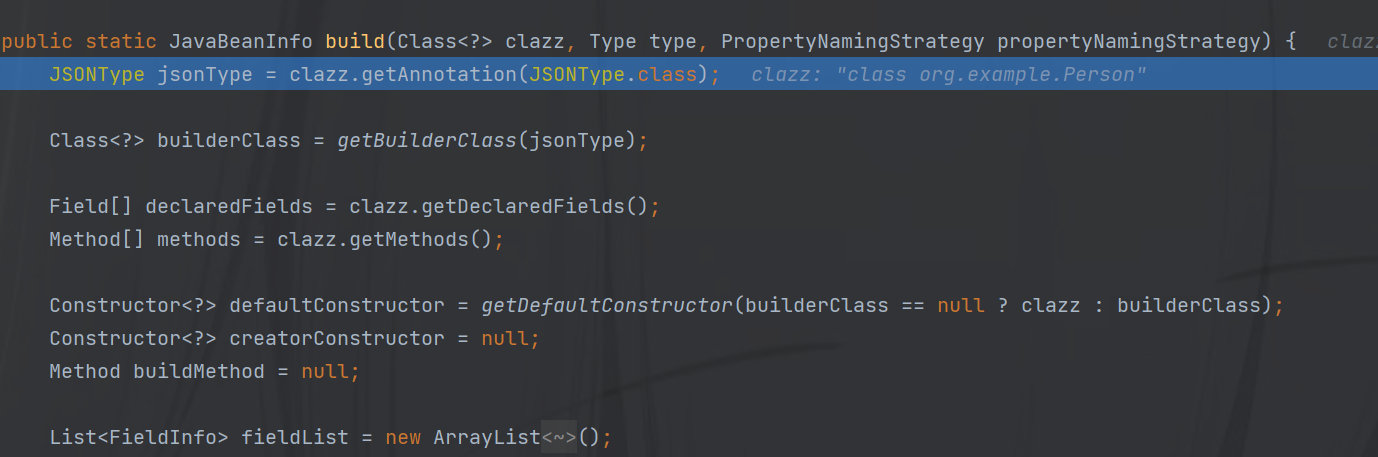 public static JavaBeanInfo build(Class<?> clazz, Type type, PropertyNamingStrategy propertyNamingStrategy) {   claz
JSONType jsonType = clazz.getAnnotation(JSONType.class);   clazz: "class org.example.Person"
Class<?> builderClass = getBuilderClass(jsonType);
Field[] declaredFields = clazz.getDeclaredFields();
Method[] methods = clazz.getMethods();
Constructor<?> defaultConstructor = getDefaultConstructor(builderClass == null ? clazz : builderClass);
Constructor<?> creatorConstructor = null;
Method buildMethod = null;
List<FieldInfo> fieldList = new ArrayList<~>();